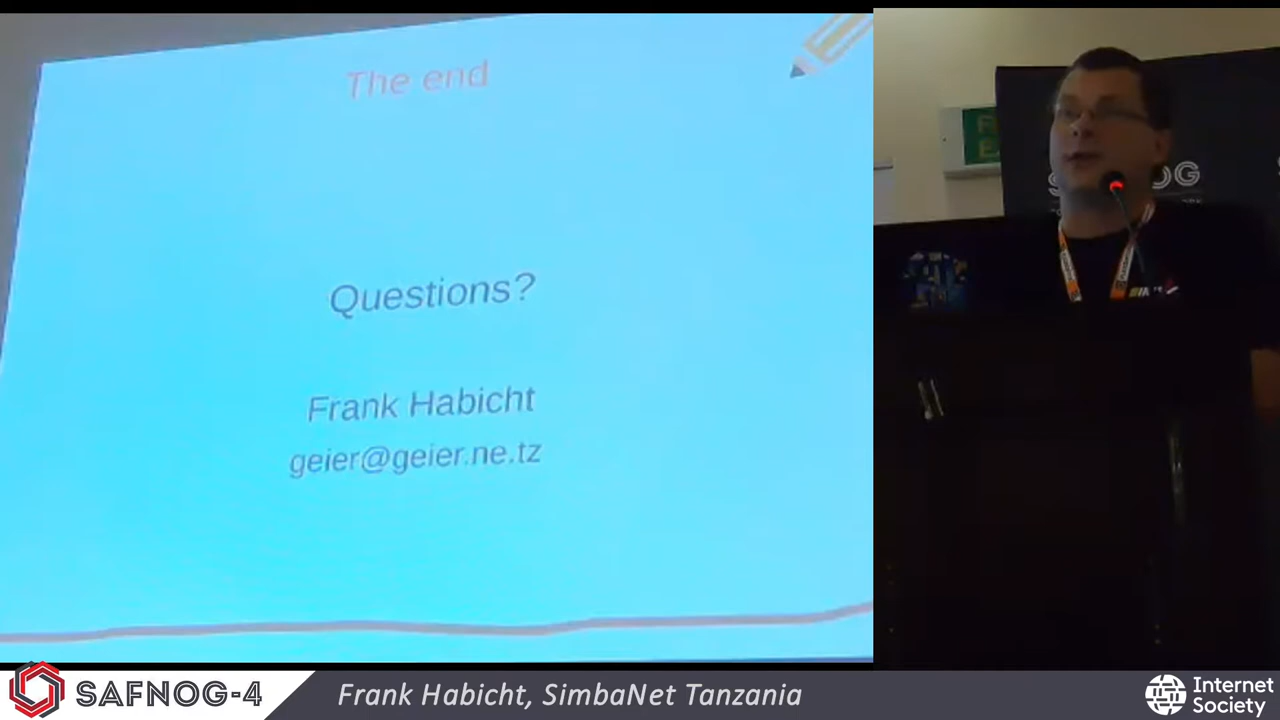 The end
Questions?
Frank Habicht
geier@geier.ne.tz
SAFNOG-4
Frank Habicht, SimbaNet Tanzania
Internet
Society